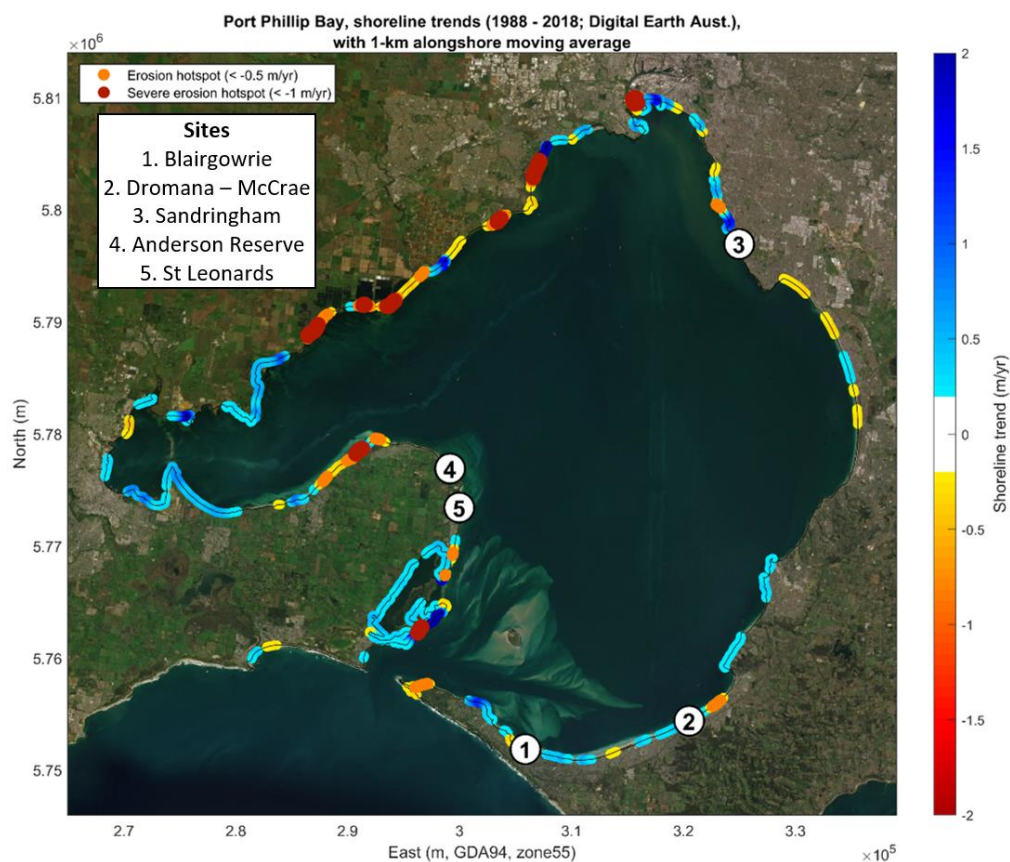 Port Phillip Bay, shoreline trends (1988 - 2018; Digital Earth Aust.),
with 1-km alongshore moving average
×10⁶
Erosion hotspot (< -0.5 m/yr)
Severe erosion hotspot (< -1 m/yr)
Sites
1. Blairgowrie
2. Dromana – McCrae
3. Sandringham
4. Anderson Reserve
5. St Leonards
5.81
5.8
5.79
5.78
5.77
5.76
5.75
North (m)
3
4
5
2
1
2.7
2.8
2.9
3
3.1
3.2
3.3
×10⁵
East (m, GDA94, zone55)
2
1.5
1
0.5
0
-0.5
-1
-1.5
-2
Shoreline trend (m/yr)